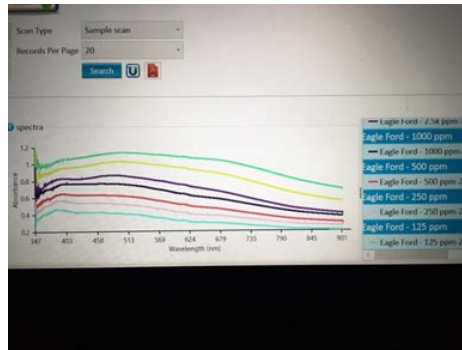 Scan Type Sample scan
Records Per Page 20
Search
spectra
Absorbance
1.2
1
0.8
0.6
0.4
0.2
347 403 458 513 569 624 679 735 790 845 901
Wavelength (nm)
Eagle Ford - 2.5k ppm
Eagle Ford - 1000 ppm
Eagle Ford - 1000 ppm
Eagle Ford - 500 ppm
Eagle Ford - 500 ppm-2
Eagle Ford - 250 ppm
Eagle Ford - 250 ppm-2
Eagle Ford - 125 ppm
Eagle Ford - 125 ppm-2